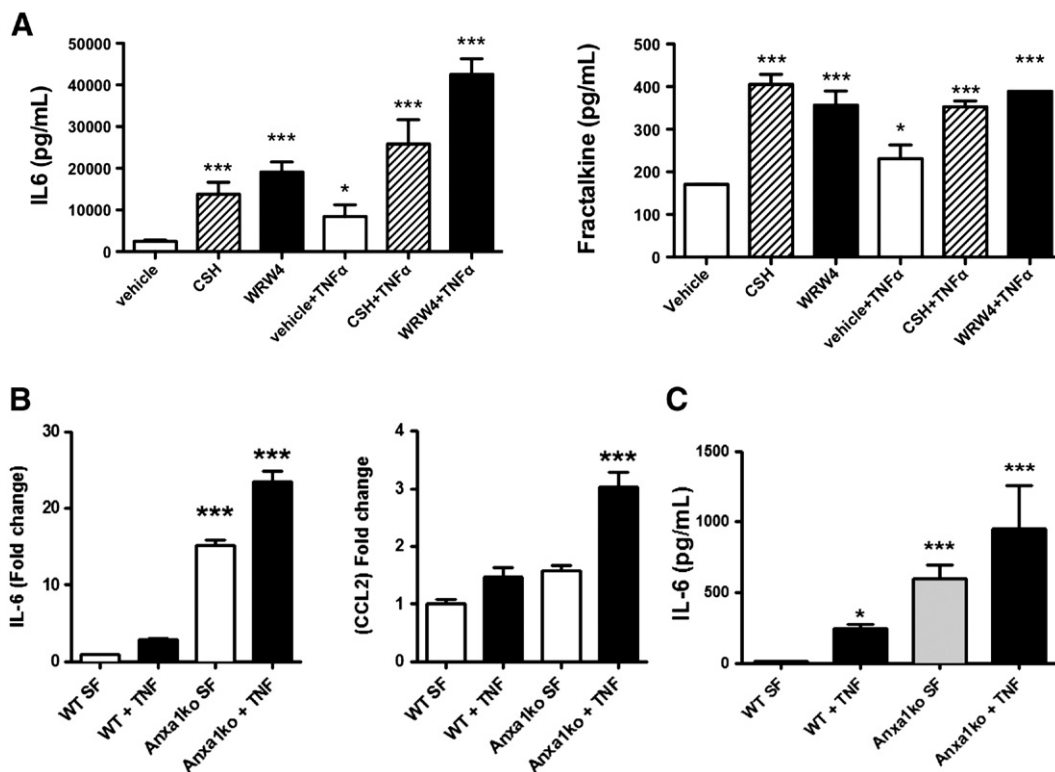 A
IL6 (pg/mL)
50000
40000
30000
20000
10000
0
***
***
*
***
***
vehicle
CSH
WRW4
vehicle+TNFα
CSH+TNFα
WRW4+TNFα
Fractalkine (pg/mL)
500
400
300
200
100
0
***
***
*
***
***
Vehicle
CSH
WRW4
vehicle+TNFα
CSH+TNFα
WRW4+TNFα
B
IL-6 (Fold change)
30
20
10
0
***
***
WT SF
WT + TNF
Anxa1ko SF
Anxa1ko + TNF
(CCL2) Fold change
4
3
2
1
0
***
WT SF
WT + TNF
Anxa1ko SF
Anxa1ko + TNF
C
IL-6 (pg/mL)
1500
1000
500
0
*
***
***
WT SF
WT + TNF
Anxa1ko SF
Anxa1ko + TNF